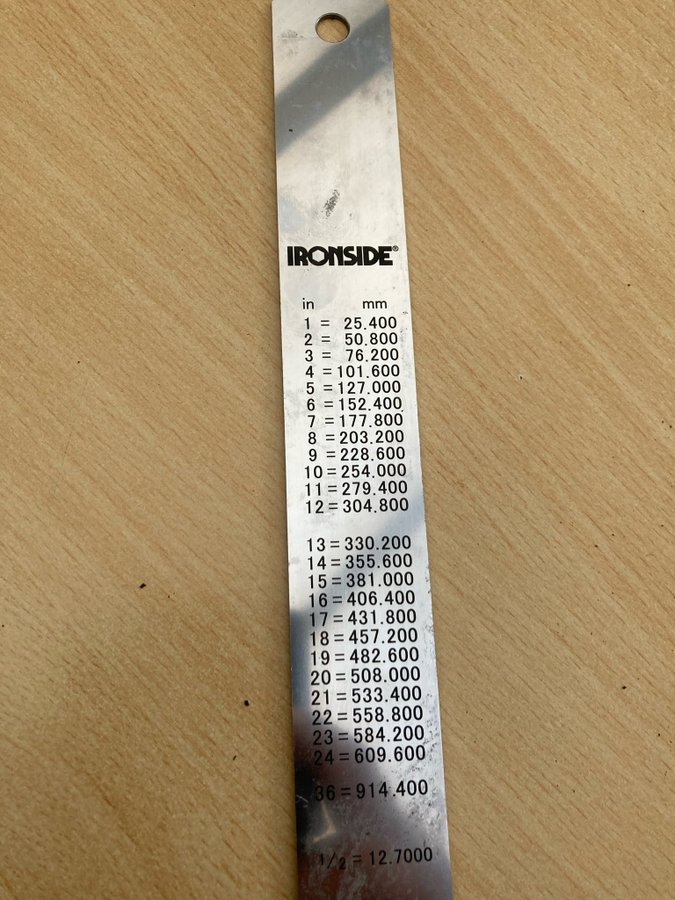 IRONSIDE®
in mm
1 = 25.400
2 = 50.800
3 = 76.200
4 = 101.600
5 = 127.000
6 = 152.400
7 = 177.800
8 = 203.200
9 = 228.600
10 = 254.000
11 = 279.400
12 = 304.800
13 = 330.200
14 = 355.600
15 = 381.000
16 = 406.400
17 = 431.800
18 = 457.200
19 = 482.600
20 = 508.000
21 = 533.400
22 = 558.800
23 = 584.200
24 = 609.600
36 = 914.400
1/2 = 12.7000